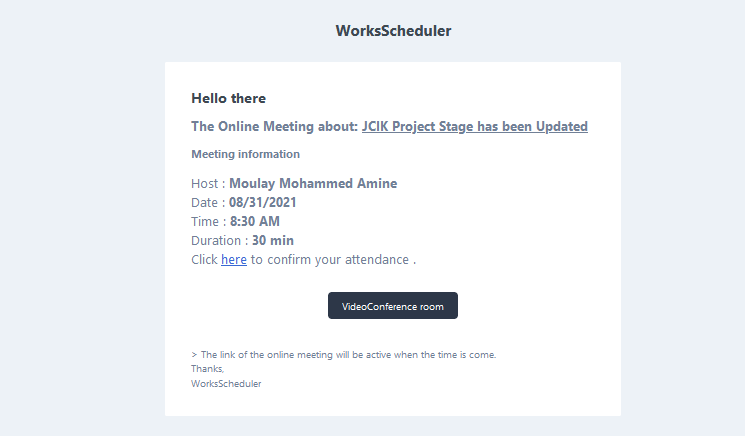 WorksScheduler
Hello there
The Online Meeting about: JCIK Project Stage has been Updated
Meeting information
Host : Moulay Mohammed Amine
Date : 08/31/2021
Time : 8:30 AM
Duration : 30 min
Click here to confirm your attendance .
VideoConference room
> The link of the online meeting will be active when the time is come.
Thanks,
WorksScheduler